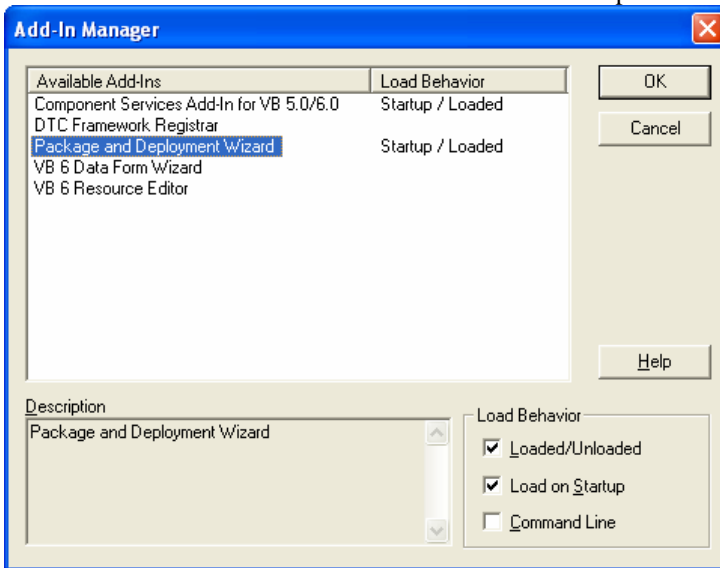 Add-In Manager
Available Add-Ins Load Behavior
Component Services Add-In for VB 5.0/6.0 Startup / Loaded
DTC Framework Registrar
Package and Deployment Wizard Startup / Loaded
VB 6 Data Form Wizard
VB 6 Resource Editor
OK
Cancel
Help
Description
Package and Deployment Wizard
Load Behavior
Loaded/Unloaded
Load on Startup
Command Line